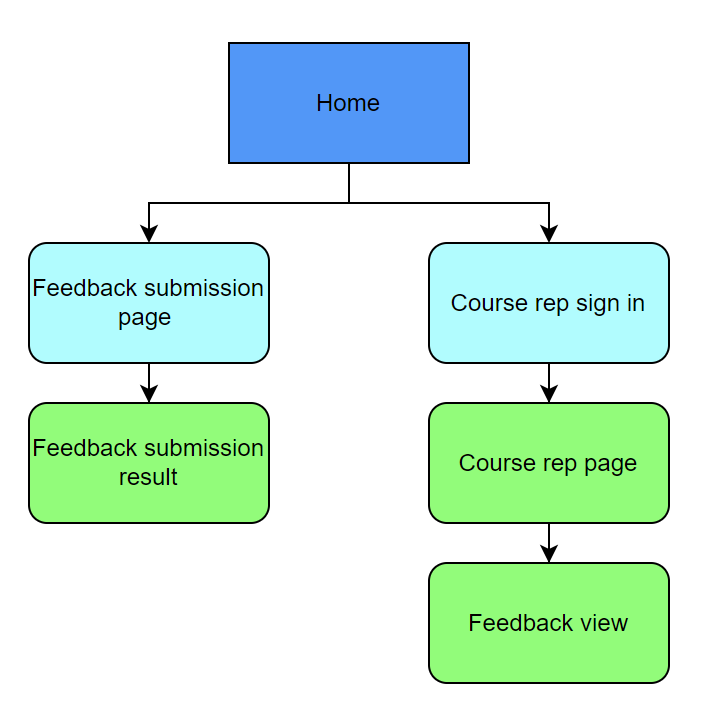 Home
Feedback submission
page
Course rep sign in
Feedback submission
result
Course rep page
Feedback view